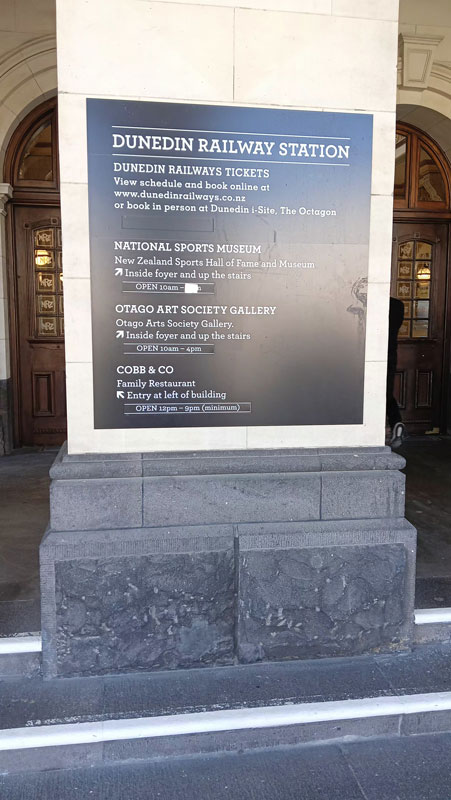 DUNEDIN RAILWAY STATION
DUNEDIN RAILWAYS TICKETS
View schedule and book online at
www.dunedinrailways.co.nz
or book in person at Dunedin i-Site, The Octagon
NATIONAL SPORTS MUSEUM
New Zealand Sports Hall of Fame and Museum
Inside foyer and up the stairs
OPEN 10am –
OTAGO ART SOCIETY GALLERY
Otago Arts Society Gallery.
Inside foyer and up the stairs
OPEN 10am – 4pm
COBB & CO
Family Restaurant
Entry at left of building
OPEN 12pm – 9pm (minimum)